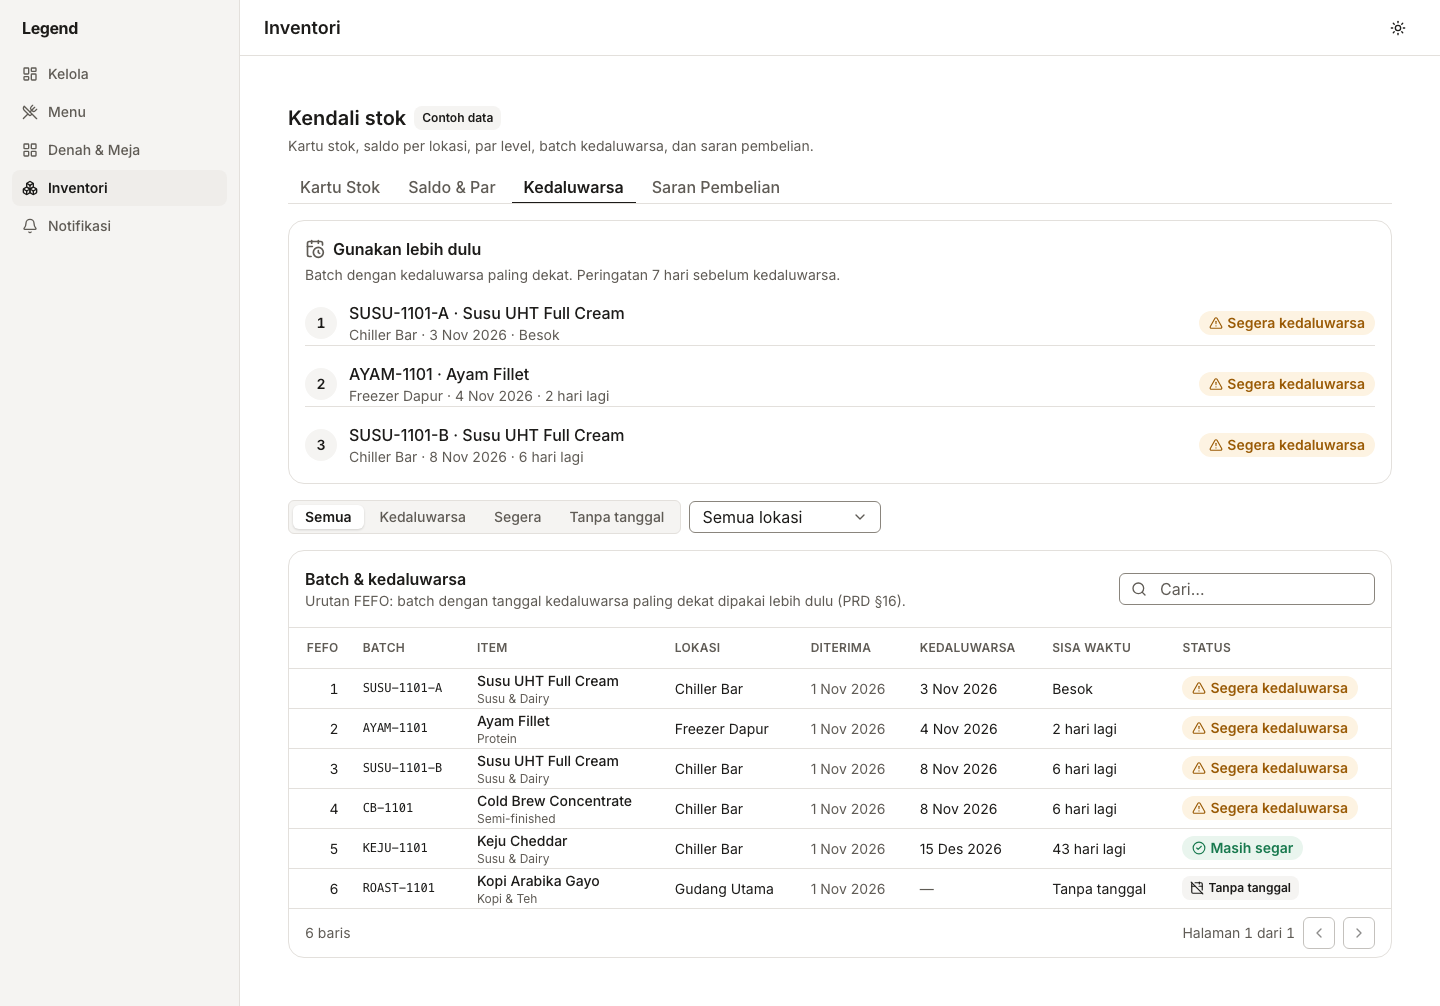 Legend
Kelola
Menu
Denah & Meja
Inventori
Notifikasi
Inventori
Kendali stok
Contoh data
Kartu stok, saldo per lokasi, par level, batch kedaluwarsa, dan saran pembelian.
Kartu Stok Saldo & Par Kedaluwarsa Saran Pembelian
Gunakan lebih dulu
Batch dengan kedaluwarsa paling dekat. Peringatan 7 hari sebelum kedaluwarsa.
1 SUSU-1101-A · Susu UHT Full Cream
Chiller Bar · 3 Nov 2026 · Besok
Segera kedaluwarsa
2 AYAM-1101 · Ayam Fillet
Freezer Dapur · 4 Nov 2026 · 2 hari lagi
Segera kedaluwarsa
3 SUSU-1101-B · Susu UHT Full Cream
Chiller Bar · 8 Nov 2026 · 6 hari lagi
Segera kedaluwarsa
Semua Kedaluwarsa Segera Tanpa tanggal Semua lokasi
Batch & kedaluwarsa
Urutan FEFO: batch dengan tanggal kedaluwarsa paling dekat dipakai lebih dulu (PRD §16).
Cari...
FEFO BATCH ITEM LOKASI DITERIMA KEDALUWARSA SISA WAKTU STATUS
1 SUSU-1101-A Susu UHT Full Cream Chiller Bar 1 Nov 2026 3 Nov 2026 Besok Segera kedaluwarsa
Susu & Dairy
2 AYAM-1101 Ayam Fillet Freezer Dapur 1 Nov 2026 4 Nov 2026 2 hari lagi Segera kedaluwarsa
Protein
3 SUSU-1101-B Susu UHT Full Cream Chiller Bar 1 Nov 2026 8 Nov 2026 6 hari lagi Segera kedaluwarsa
Susu & Dairy
4 CB-1101 Cold Brew Concentrate Chiller Bar 1 Nov 2026 8 Nov 2026 6 hari lagi Segera kedaluwarsa
Semi-finished
5 KEJU-1101 Keju Cheddar Chiller Bar 1 Nov 2026 15 Des 2026 43 hari lagi Masih segar
Susu & Dairy
6 ROAST-1101 Kopi Arabika Gayo Gudang Utama 1 Nov 2026 — Tanpa tanggal Tanpa tanggal
Kopi & Teh
6 baris
Halaman 1 dari 1